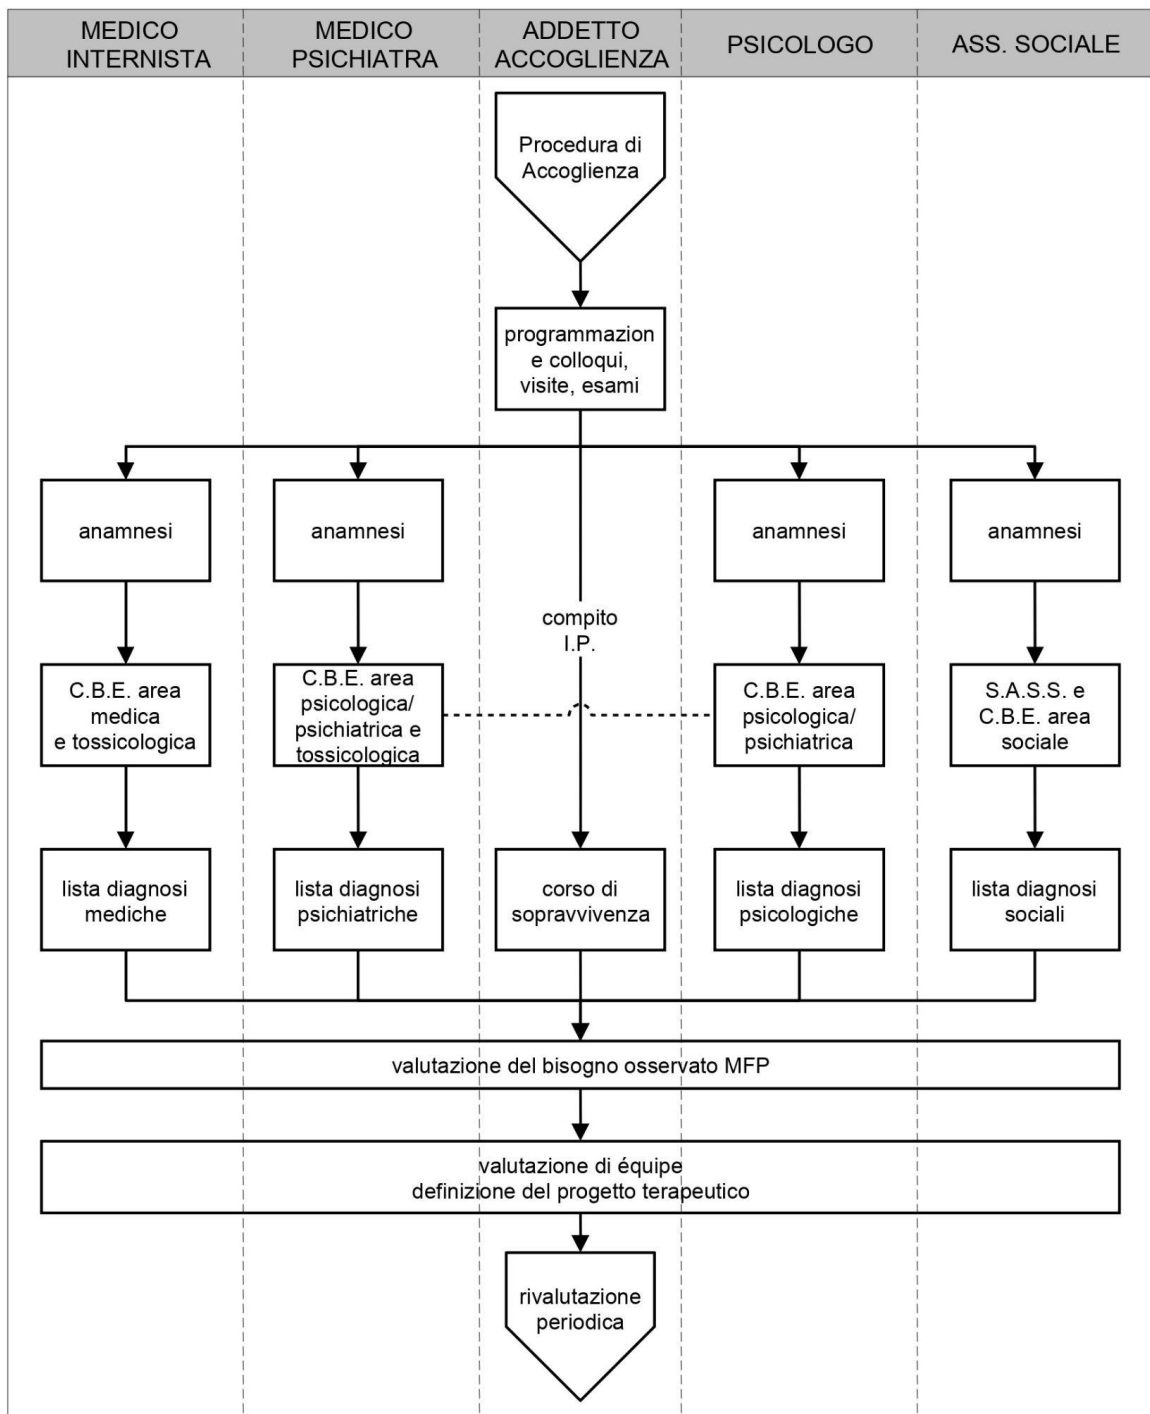 MEDICO
INTERNISTA
MEDICO
PSICHIATRA
ADDETTO
ACCOGLIENZA
PSICOLOGO
ASS. SOCIALE
Procedura di
Accoglienza
programmazion
e colloqui,
visite, esami
anamnesi
anamnesi
anamnesi
anamnesi
compito
I.P.
C.B.E. area
medica
e tossicologica
C.B.E. area
psicologica/
psichiatrica e
tossicologica
C.B.E. area
psicologica/
psichiatrica
S.A.S.S. e
C.B.E. area
sociale
lista diagnosi
mediche
lista diagnosi
psichiatriche
corso di
sopravvivenza
lista diagnosi
psicologiche
lista diagnosi
sociali
valutazione del bisogno osservato MFP
valutazione di équipe
definizione del progetto terapeutico
rivalutazione
periodica